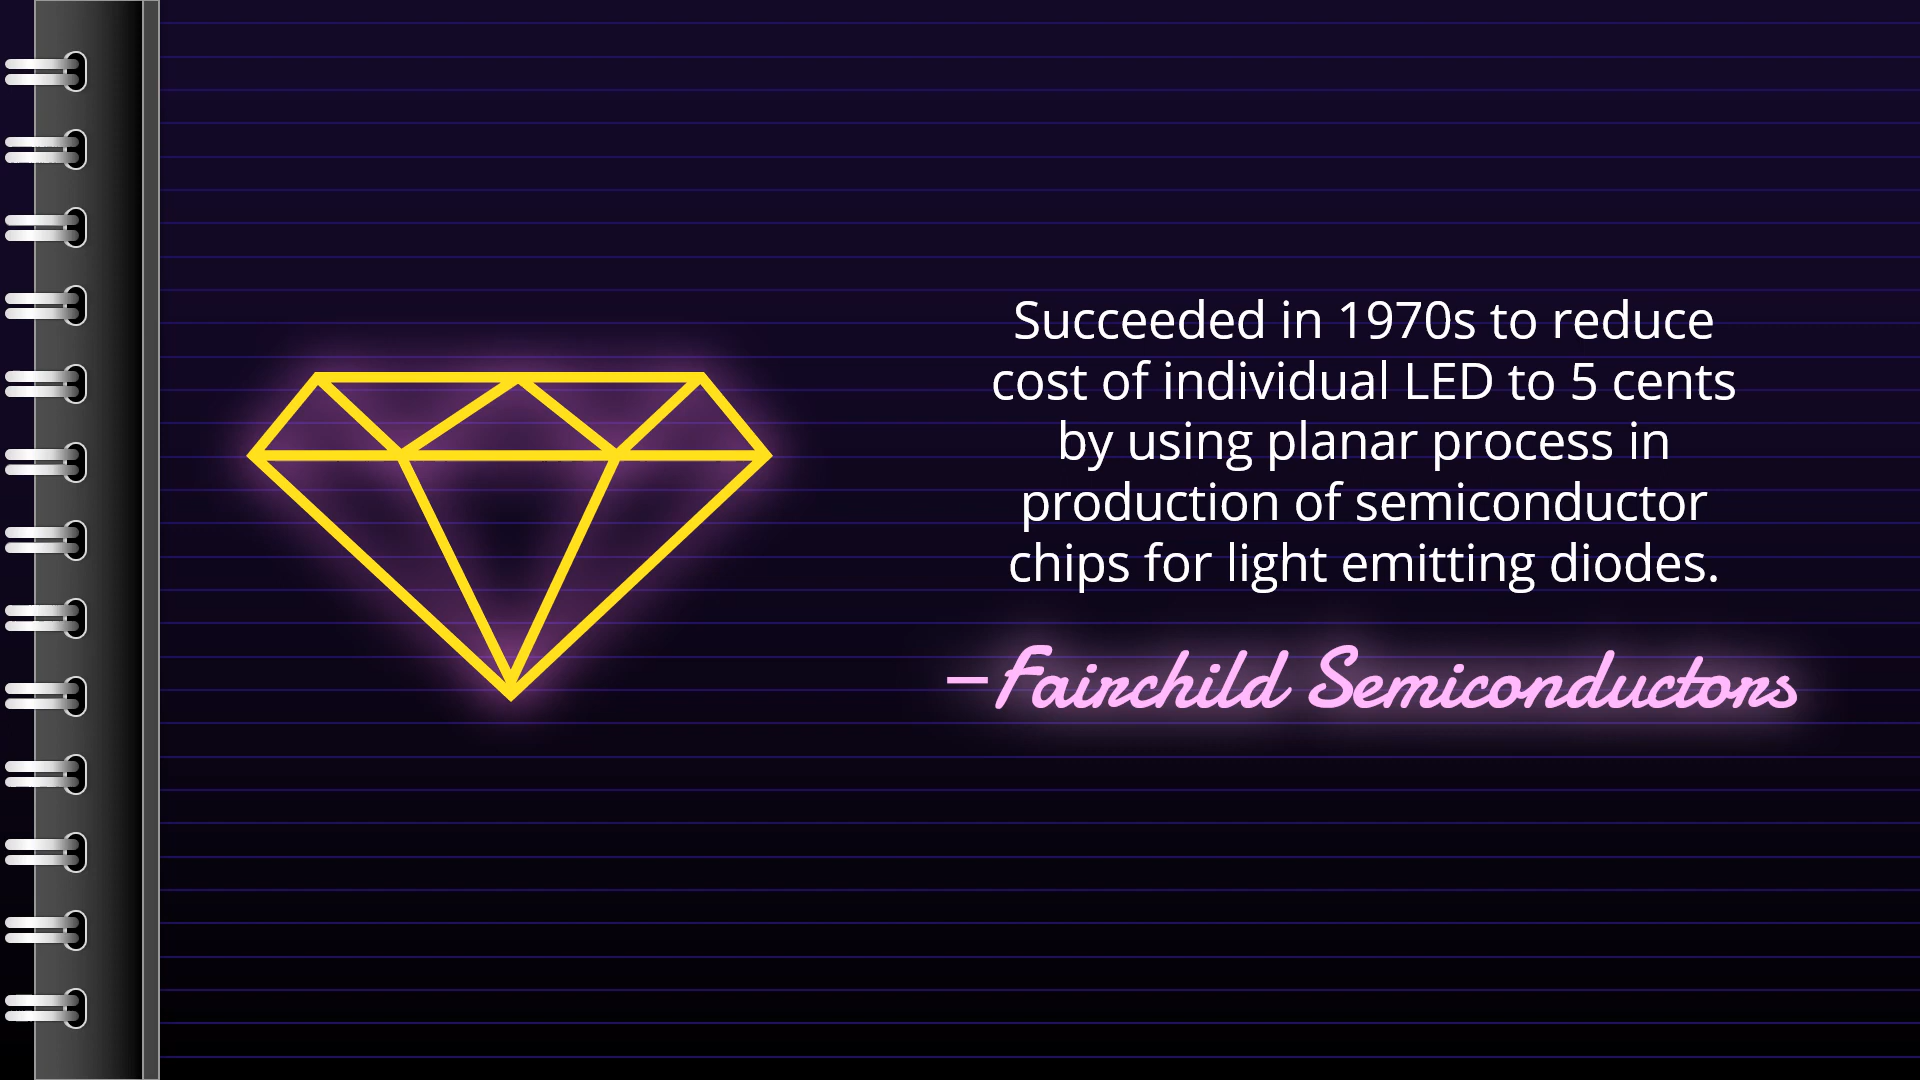 Succeeded in 1970s to reduce
cost of individual LED to 5 cents
by using planar process in
production of semiconductor
chips for light emitting diodes.
–Fairchild Semiconductors